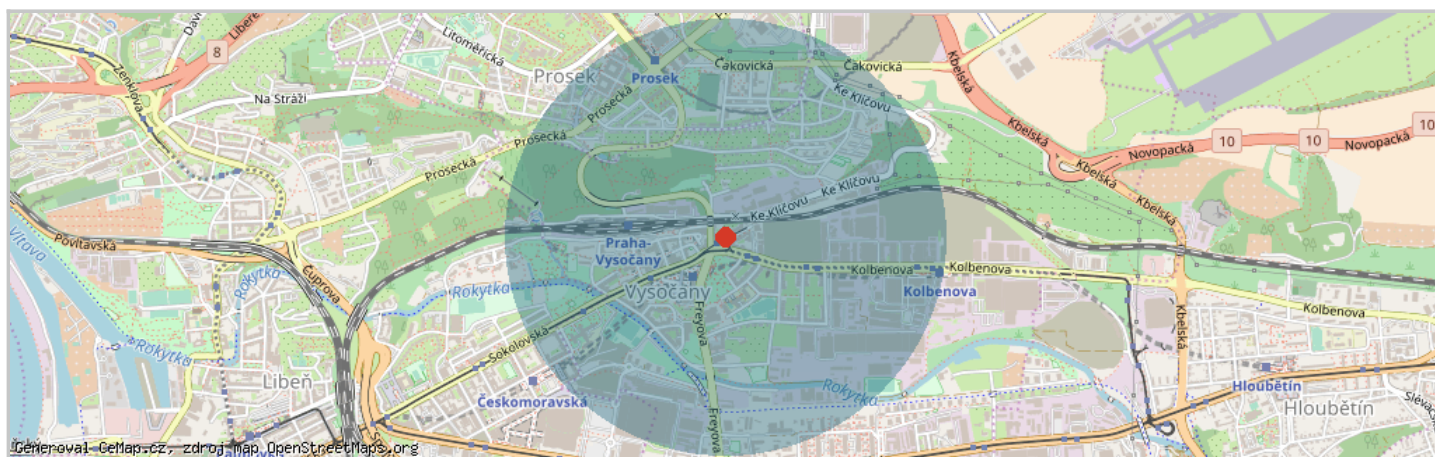 8
Liberec
Litoměřická
Zenklova
Na Stráži
Prosek
Prosek
Prosecká
Prosecká
Prosecká
Čakovická
Čakovická
Kbelská
Ke Klíčovu
Kbelská
10
10
10
Novopacká
Novopacká
Kbelská
Kbelská
Ke Klíčovu
Ke Klíčovu
Povltavská
Vltava
Praha-
Vysočany
Rokytka
Čuprova
Rokytka
Vysočany
Kolbenova
Kolbenova
Kolbenova
Kolbenova
Kbelská
Freyova
Sokolovská
Rokytka
Libeň
Českomoravská
Rokytka
Hloubětín
Hloubětín
Freyova
Generoval CeMap.cz, zdroj map OpenStreetMaps.org